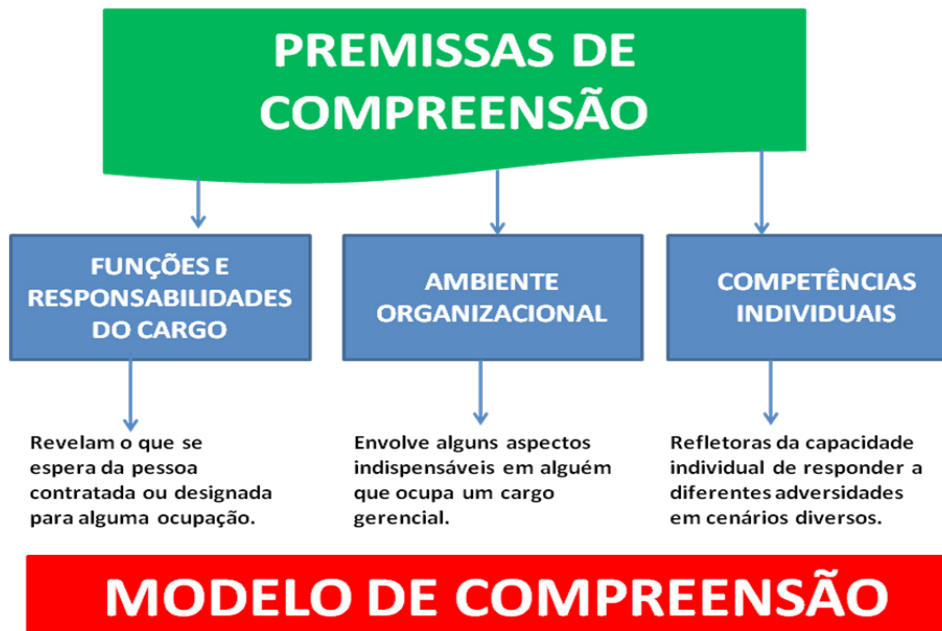 PREMISSAS DE
COMPREENSÃO
FUNÇÕES E
RESPONSABILIDADES
DO CARGO
AMBIENTE
ORGANIZACIONAL
COMPETÊNCIAS
INDIVIDUAIS
Revelam o que se
espera da pessoa
contratada ou designada
para alguma ocupação.
Envolve alguns aspectos
indispensáveis em alguém
que ocupa um cargo
gerencial.
Refletoras da capacidade
individual de responder a
diferentes adversidades
em cenários diversos.
MODELO DE COMPREENSÃO